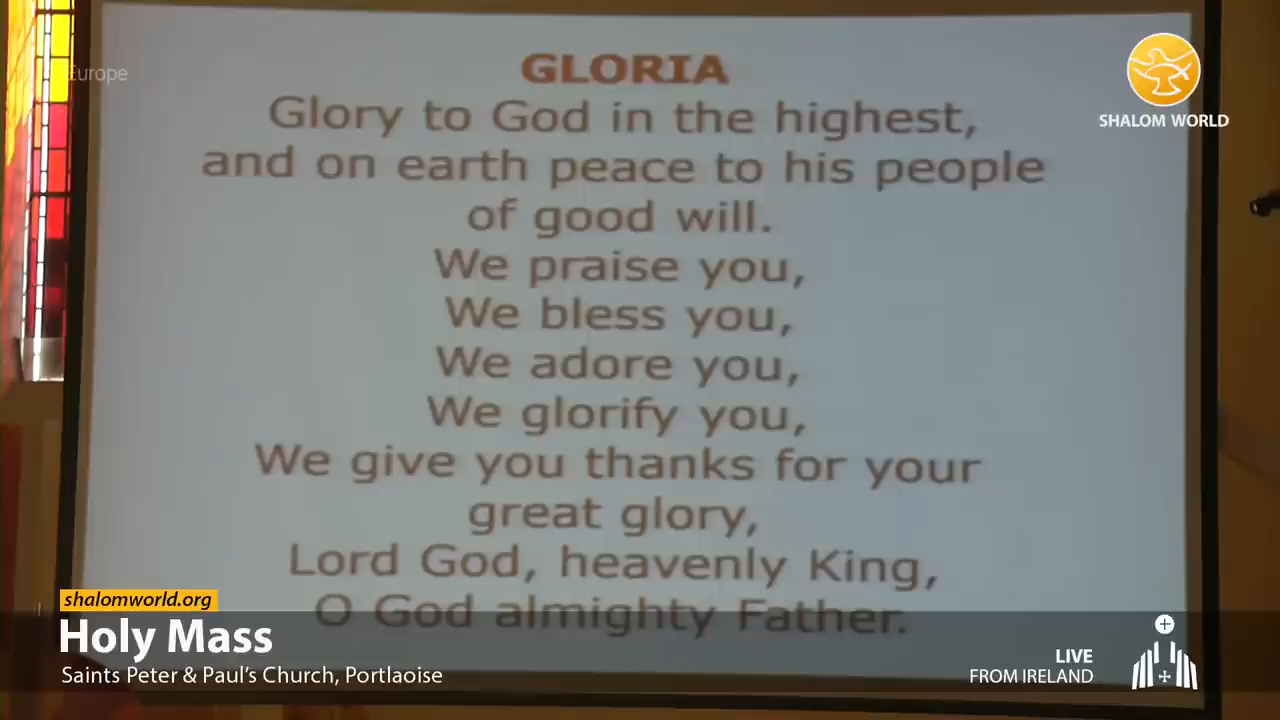 Europe
SHALOM WORLD
GLORIA
Glory to God in the highest,
and on earth peace to his people
of good will.
We praise you,
We bless you,
We adore you,
We glorify you,
We give you thanks for your
great glory,
Lord God, heavenly King,
O God almighty Father.
shalomworld.org
Holy Mass
Saints Peter & Paul's Church, Portlaoise
LIVE
FROM IRELAND